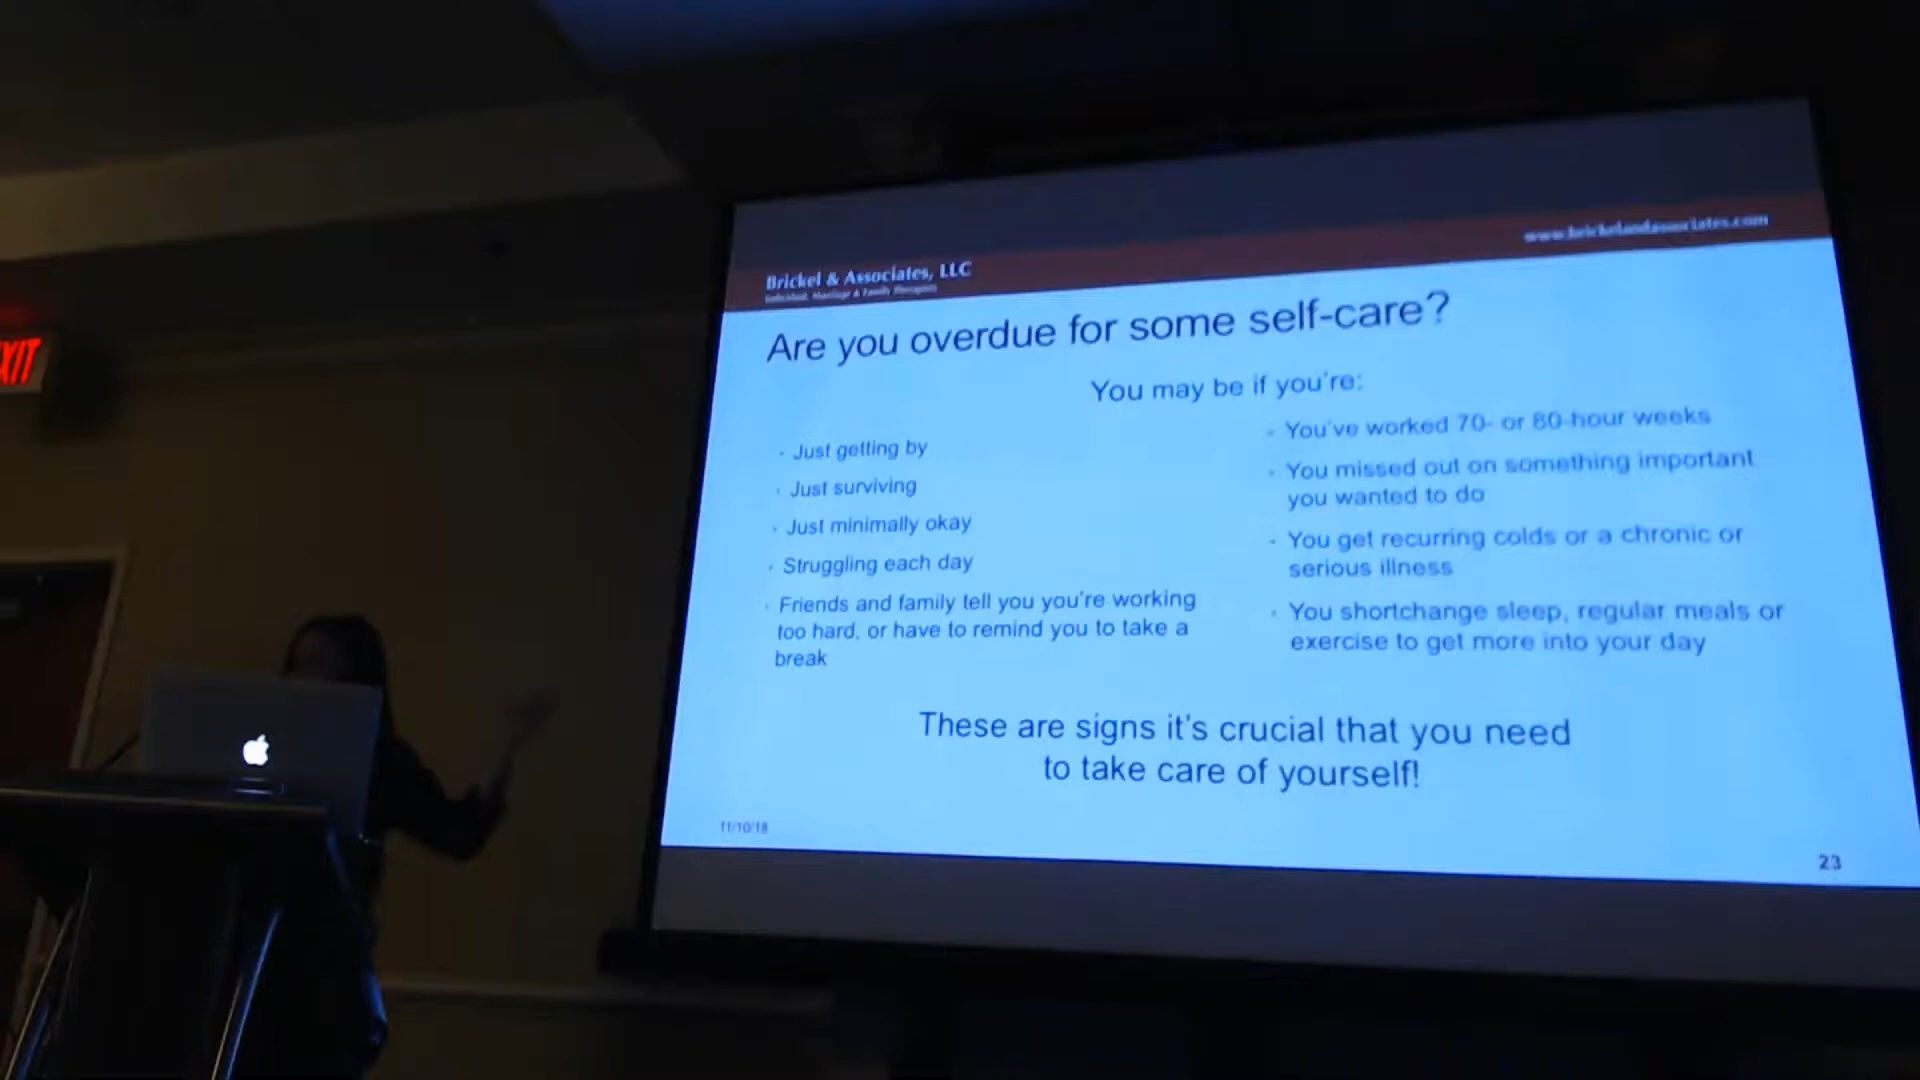 EXIT
www.brickelandassociates.com
Brickel & Associates, LLC
Individual, Marriage & Family Therapists
Are you overdue for some self-care?
You may be if you're:
· Just getting by
· Just surviving
· Just minimally okay
· Struggling each day
· Friends and family tell you you're working
too hard, or have to remind you to take a
break
- You've worked 70- or 80-hour weeks
- You missed out on something important
you wanted to do
- You get recurring colds or a chronic or
serious illness
- You shortchange sleep, regular meals or
exercise to get more into your day
These are signs it's crucial that you need
to take care of yourself!
11/10/18
23